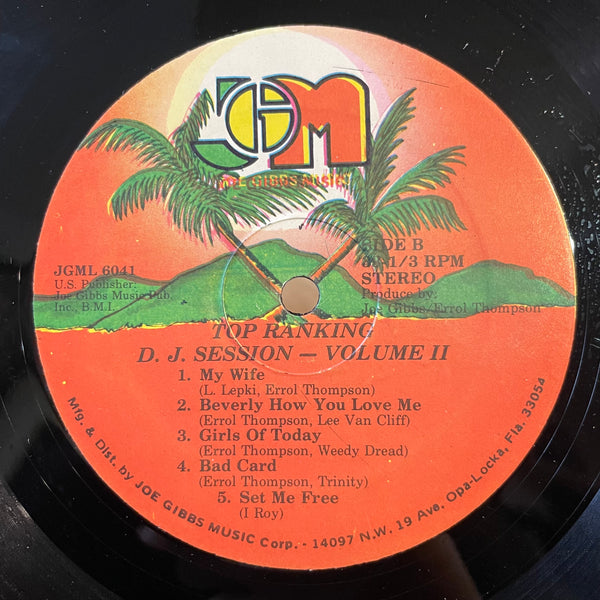 JGM
JOE GIBBS MUSIC
JGML 6041
U.S. Publisher:
Joe Gibbs Music Pub.
Inc., B.M.I.
SIDE B
33-1/3 RPM
STEREO
Produce by:
Joe Gibbs/Errol Thompson
TOP RANKING
D. J. SESSION — VOLUME II
1. My Wife
(L. Lepki, Errol Thompson)
2. Beverly How You Love Me
(Errol Thompson, Lee Van Cliff)
3. Girls Of Today
(Errol Thompson, Weedy Dread)
4. Bad Card
(Errol Thompson, Trinity)
5. Set Me Free
(I Roy)
Mfg. & Dist. by JOE GIBBS MUSIC Corp. - 14097 N.W. 19 Ave. Opa-Locka, Fla. 33054